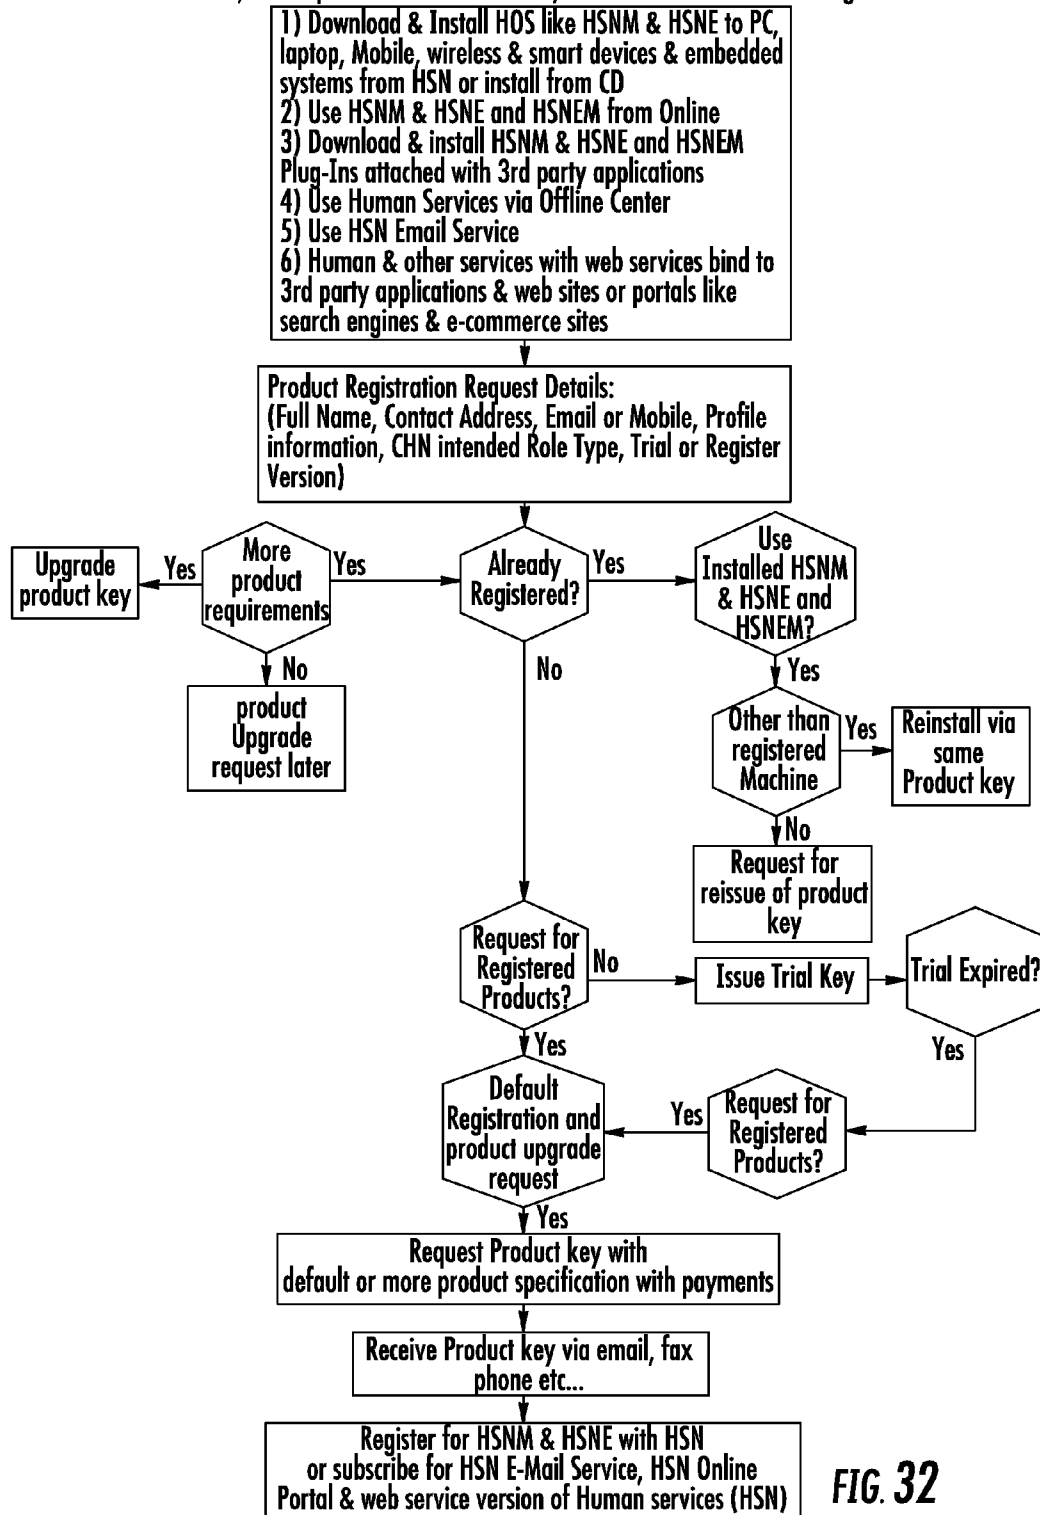 1) Download & Install HOS like HSNM & HSNE to PC,
laptop, Mobile, wireless & smart devices & embedded
systems from HSN or install from CD
2) Use HSNM & HSNE and HSNEM from Online
3) Download & install HSNM & HSNE and HSNEM
Plug-Ins attached with 3rd party applications
4) Use Human Services via Offline Center
5) Use HSN Email Service
6) Human & other services with web services bind to
3rd party applications & web sites or portals like
search engines & e-commerce sites
Product Registration Request Details:
(Full Name, Contact Address, Email or Mobile, Profile
information, CHN intended Role Type, Trial or Register
Version)
Upgrade
product key
Yes
More
product
requirements
Yes
Already
Registered?
Yes
Use
Installed HSNM
& HSNE and
HSNEM?
No
product
Upgrade
request later
No
Yes
Other than
registered
Machine
Yes
Reinstall via
same
Product key
No
Request for
reissue of product
key
Request for
Registered
Products?
No
Issue Trial Key
Trial Expired?
Yes
Yes
Default
Registration and
product upgrade
request
Yes
Request for
Registered
Products?
Yes
Request Product key with
default or more product specification with payments
Receive Product key via email, fax
phone etc...
Register for HSNM & HSNE with HSN
or subscribe for HSN E-Mail Service, HSN Online
Portal & web service version of Human services (HSN)
FIG. 32